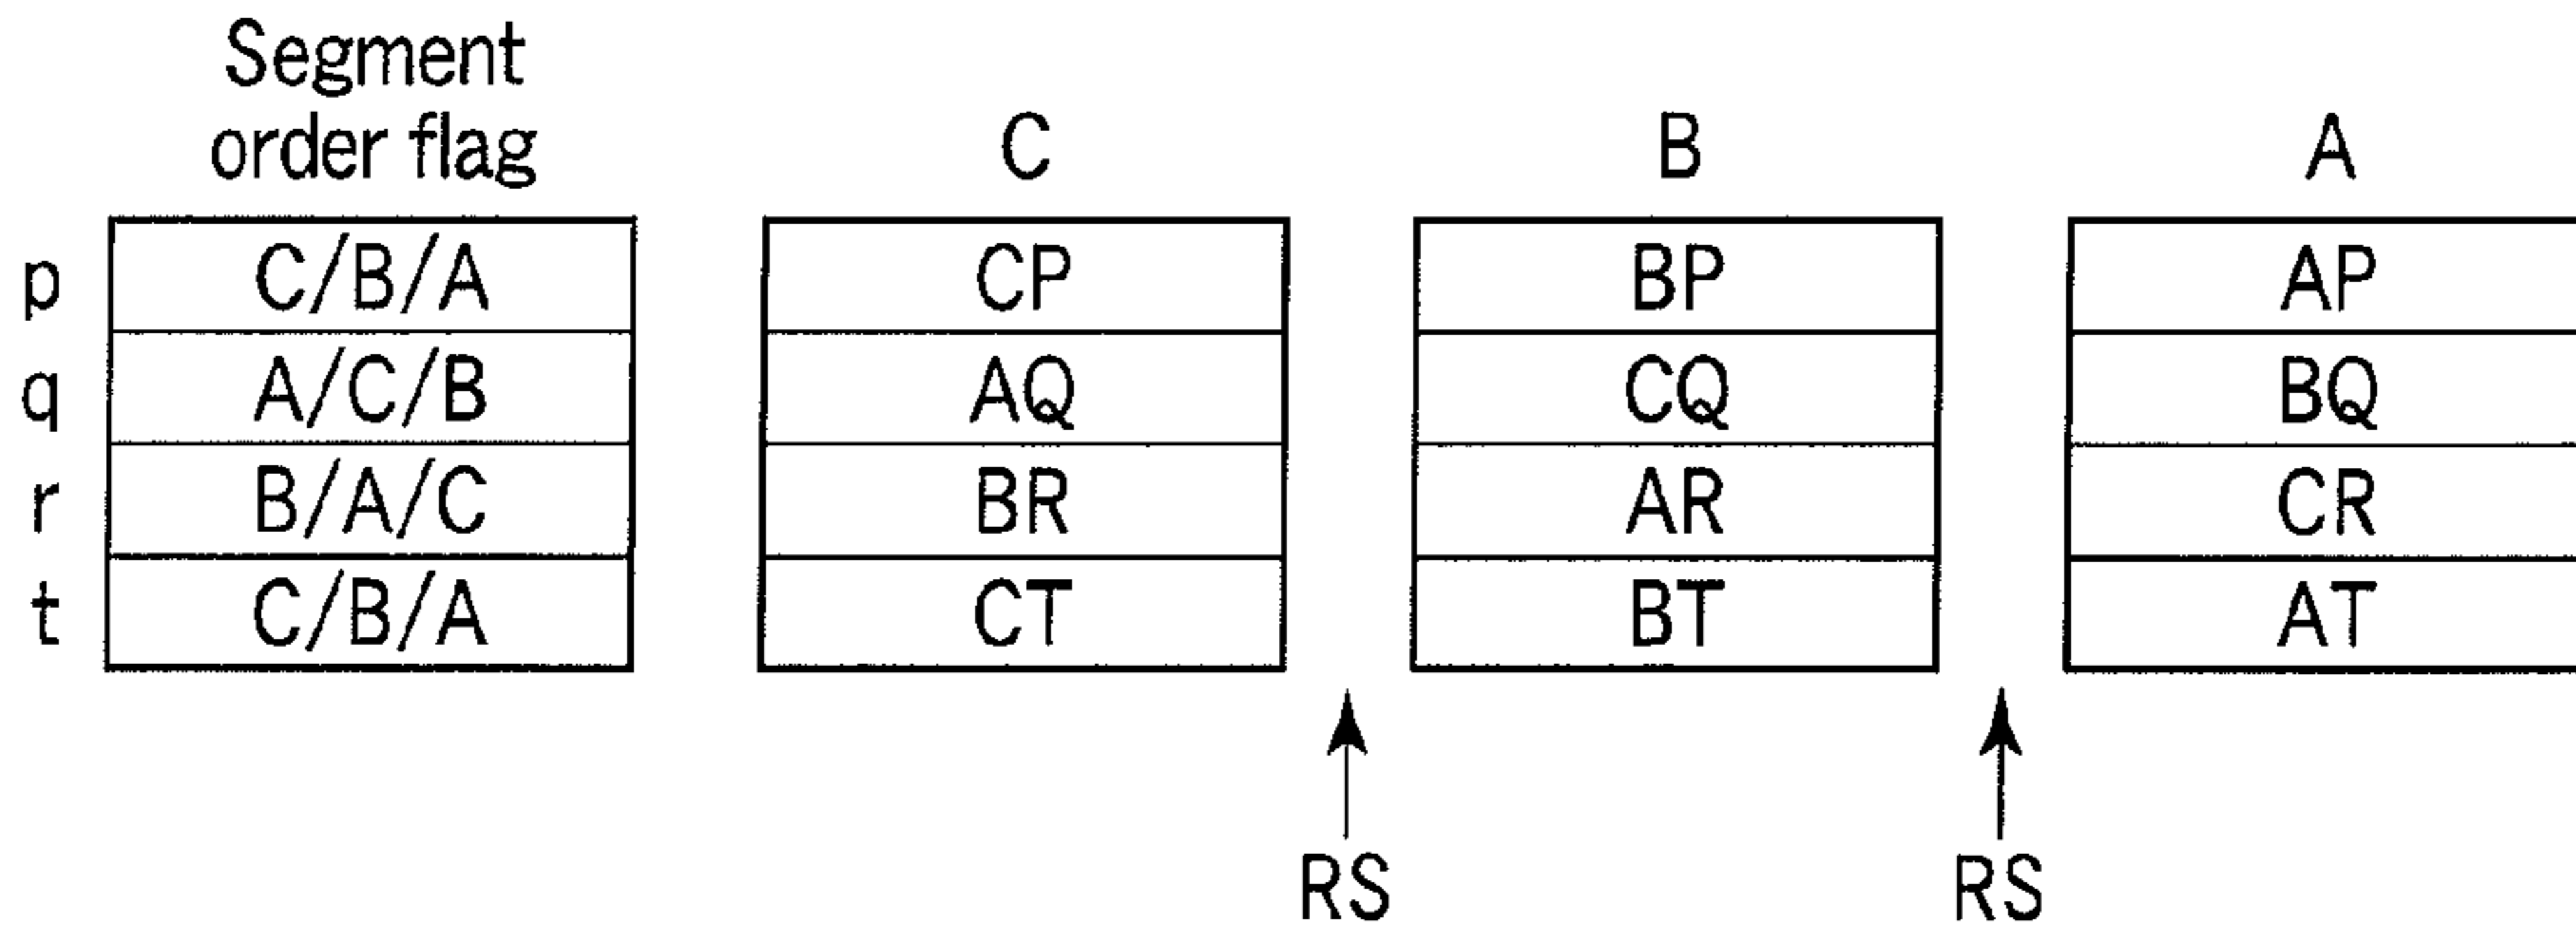 Segment
order flag C B A
p C/B/A CP BP AP
q A/C/B AQ CQ BQ
r B/A/C BR AR CR
t C/B/A CT BT AT
RS RS